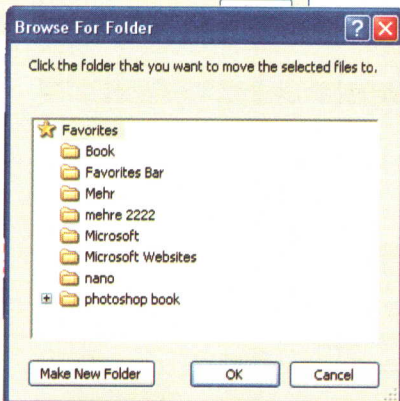 Browse For Folder
Click the folder that you want to move the selected files to.
Favorites
Book
Favorites Bar
Mehr
mehre 2222
Microsoft
Microsoft Websites
nano
photoshop book
Make New Folder
OK
Cancel